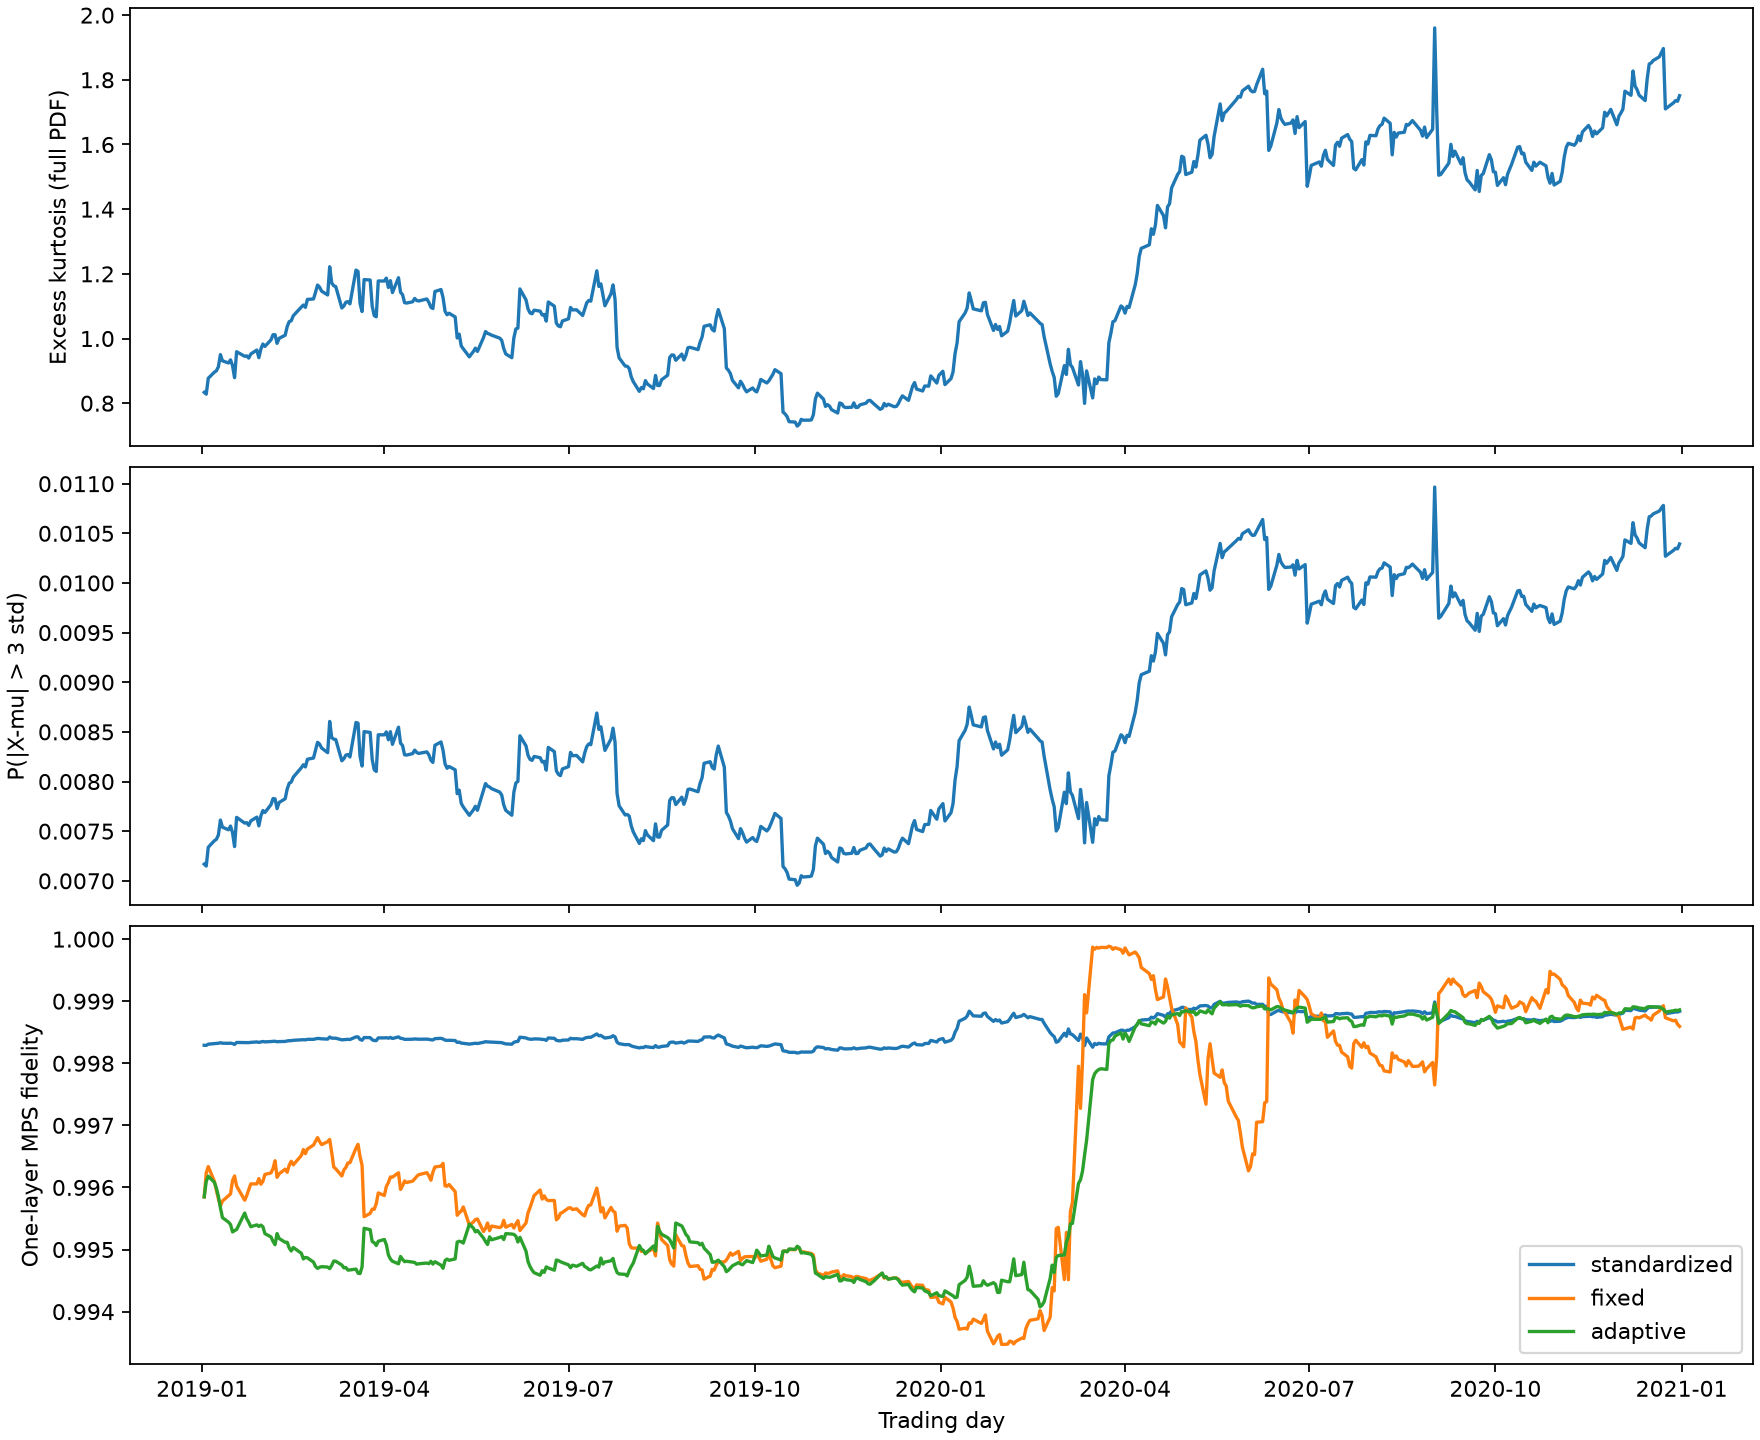 Excess kurtosis (full PDF)
2.0
1.8
1.6
1.4
1.2
1.0
0.8
P(|X-mu| > 3 std)
0.0110
0.0105
0.0100
0.0095
0.0090
0.0085
0.0080
0.0075
0.0070
One-layer MPS fidelity
1.000
0.999
0.998
0.997
0.996
0.995
0.994
standardized
fixed
adaptive
2019-01 2019-04 2019-07 2019-10 2020-01 2020-04 2020-07 2020-10 2021-01
Trading day